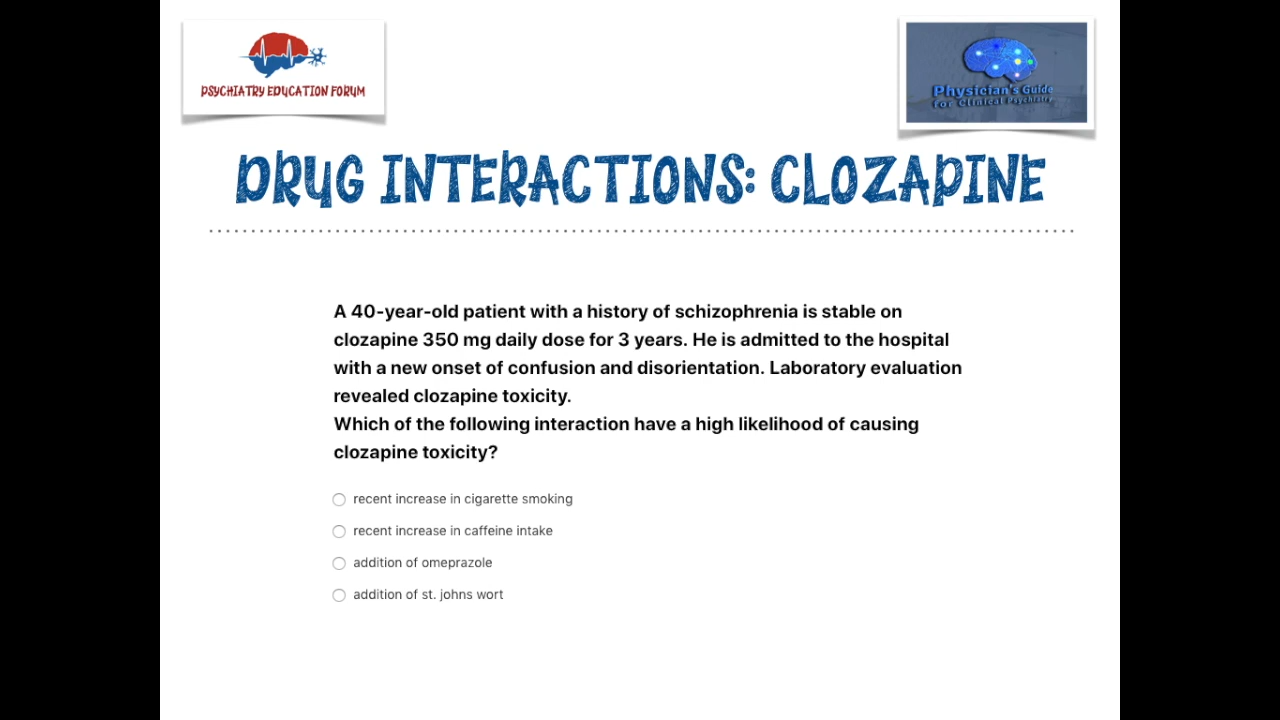 PSYCHIATRY EDUCATION FORUM
Physician's Guide
for Clinical Psychiatry
DRUG INTERACTIONS: CLOZAPINE
A 40-year-old patient with a history of schizophrenia is stable on
clozapine 350 mg daily dose for 3 years. He is admitted to the hospital
with a new onset of confusion and disorientation. Laboratory evaluation
revealed clozapine toxicity.
Which of the following interaction have a high likelihood of causing
clozapine toxicity?
recent increase in cigarette smoking
recent increase in caffeine intake
addition of omeprazole
addition of st. johns wort